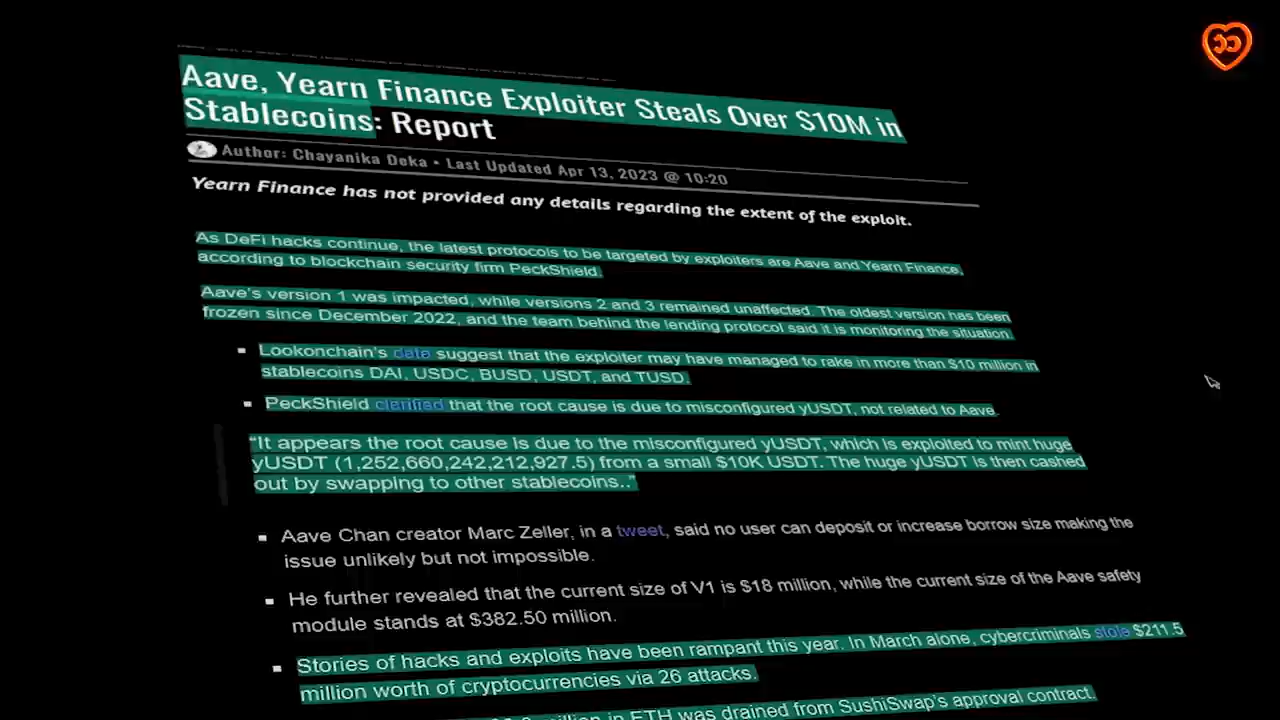 Aave, Yearn Finance Exploiter Steals Over $10M in
Stablecoins: Report
Author: Chayanika Deka • Last Updated Apr 13, 2023 @ 10:20
Yearn Finance has not provided any details regarding the extent of the exploit.
As DeFi hacks continue, the latest protocols to be targeted by exploiters are Aave and Yearn Finance,
according to blockchain security firm PeckShield.
Aave's version 1 was impacted, while versions 2 and 3 remained unaffected. The oldest version has been
frozen since December 2022, and the team behind the lending protocol said it is monitoring the situation.
▪ Lookonchain's data suggest that the exploiter may have managed to rake in more than $10 million in
stablecoins DAI, USDC, BUSD, USDT, and TUSD.
▪ PeckShield clarified that the root cause is due to misconfigured yUSDT, not related to Aave.
"It appears the root cause is due to the misconfigured yUSDT, which is exploited to mint huge
yUSDT (1,252,660,242,212,927.5) from a small $10K USDT. The huge yUSDT is then cashed
out by swapping to other stablecoins.."
▪ Aave Chan creator Marc Zeller, in a tweet, said no user can deposit or increase borrow size making the
issue unlikely but not impossible.
▪ He further revealed that the current size of V1 is $18 million, while the current size of the Aave safety
module stands at $382.50 million.
▪ Stories of hacks and exploits have been rampant this year. In March alone, cybercriminals stole $211.5
million worth of cryptocurrencies via 26 attacks.
million in ETH was drained from SushiSwap's approval contract.